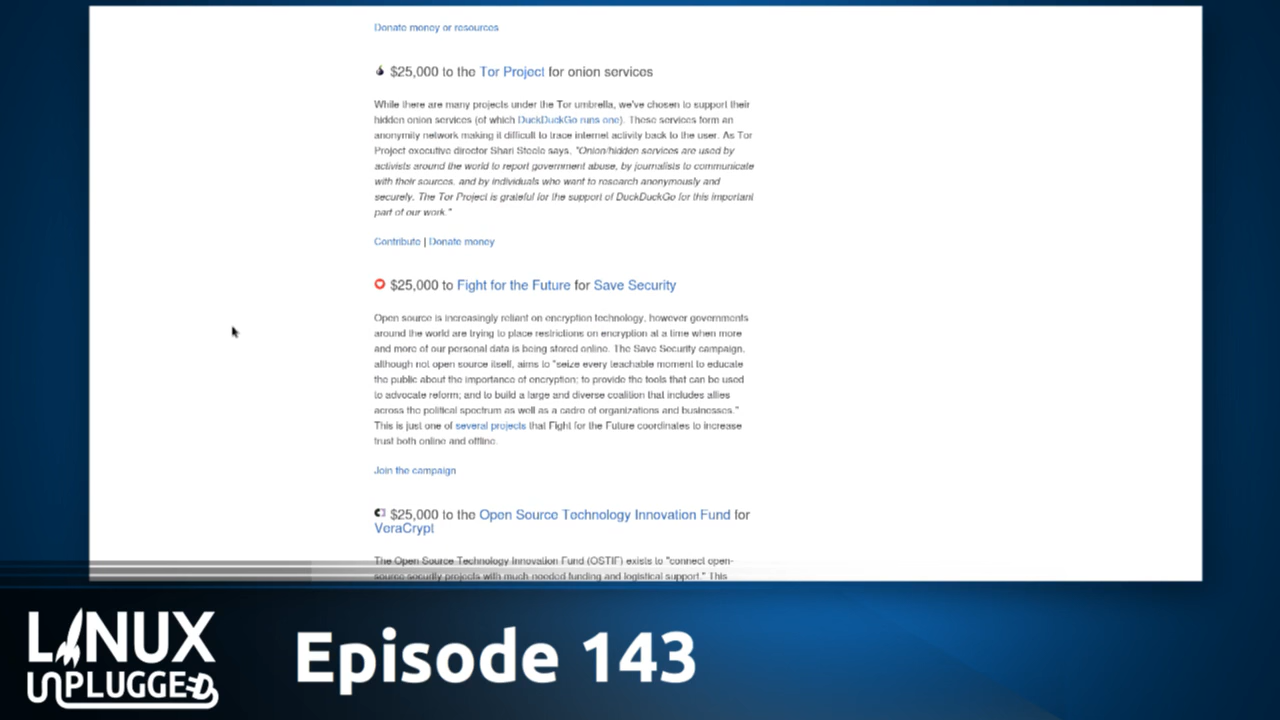 Donate money or resources
$25,000 to the Tor Project for onion services
While there are many projects under the Tor umbrella, we've chosen to support their
hidden onion services (of which DuckDuckGo runs one). These services form an
anonymity network making it difficult to trace internet activity back to the user. As Tor
Project executive director Shari Steele says, "Onion/hidden services are used by
activists around the world to report government abuse, by journalists to communicate
with their sources, and by individuals who want to research anonymously and
securely. The Tor Project is grateful for the support of DuckDuckGo for this important
part of our work."
Contribute | Donate money
$25,000 to Fight for the Future for Save Security
Open source is increasingly reliant on encryption technology, however governments
around the world are trying to place restrictions on encryption at a time when more
and more of our personal data is being stored online. The Save Security campaign,
although not open source itself, aims to "seize every teachable moment to educate
the public about the importance of encryption; to provide the tools that can be used
to advocate reform; and to build a large and diverse coalition that includes allies
across the political spectrum as well as a cadre of organizations and businesses."
This is just one of several projects that Fight for the Future coordinates to increase
trust both online and offline.
Join the campaign
$25,000 to the Open Source Technology Innovation Fund for
VeraCrypt
The Open Source Technology Innovation Fund (OSTIF) exists to "connect open-
source security projects with much needed funding and logistical support." This
LINUX
UNPLUGGED
Episode 143